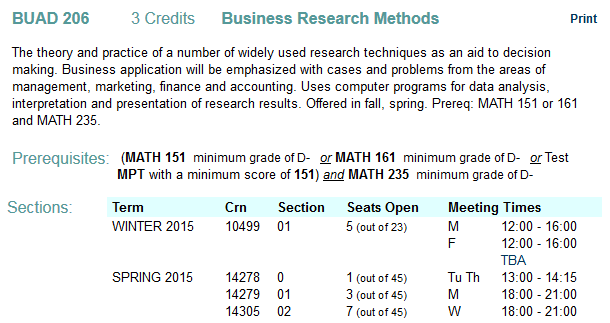 BUAD 206 3 Credits Business Research Methods Print
The theory and practice of a number of widely used research techniques as an aid to decision
making. Business application will be emphasized with cases and problems from the areas of
management, marketing, finance and accounting. Uses computer programs for data analysis,
interpretation and presentation of research results. Offered in fall, spring. Prereq: MATH 151 or 161
and MATH 235.
Prerequisites: (MATH 151 minimum grade of D- or MATH 161 minimum grade of D- or Test
MPT with a minimum score of 151) and MATH 235 minimum grade of D-
Sections: Term Crn Section Seats Open Meeting Times
WINTER 2015 10499 01 5 (out of 23) M 12:00 - 16:00
F 12:00 - 16:00
TBA
SPRING 2015 14278 0 1 (out of 45) Tu Th 13:00 - 14:15
14279 01 3 (out of 45) M 18:00 - 21:00
14305 02 7 (out of 45) W 18:00 - 21:00